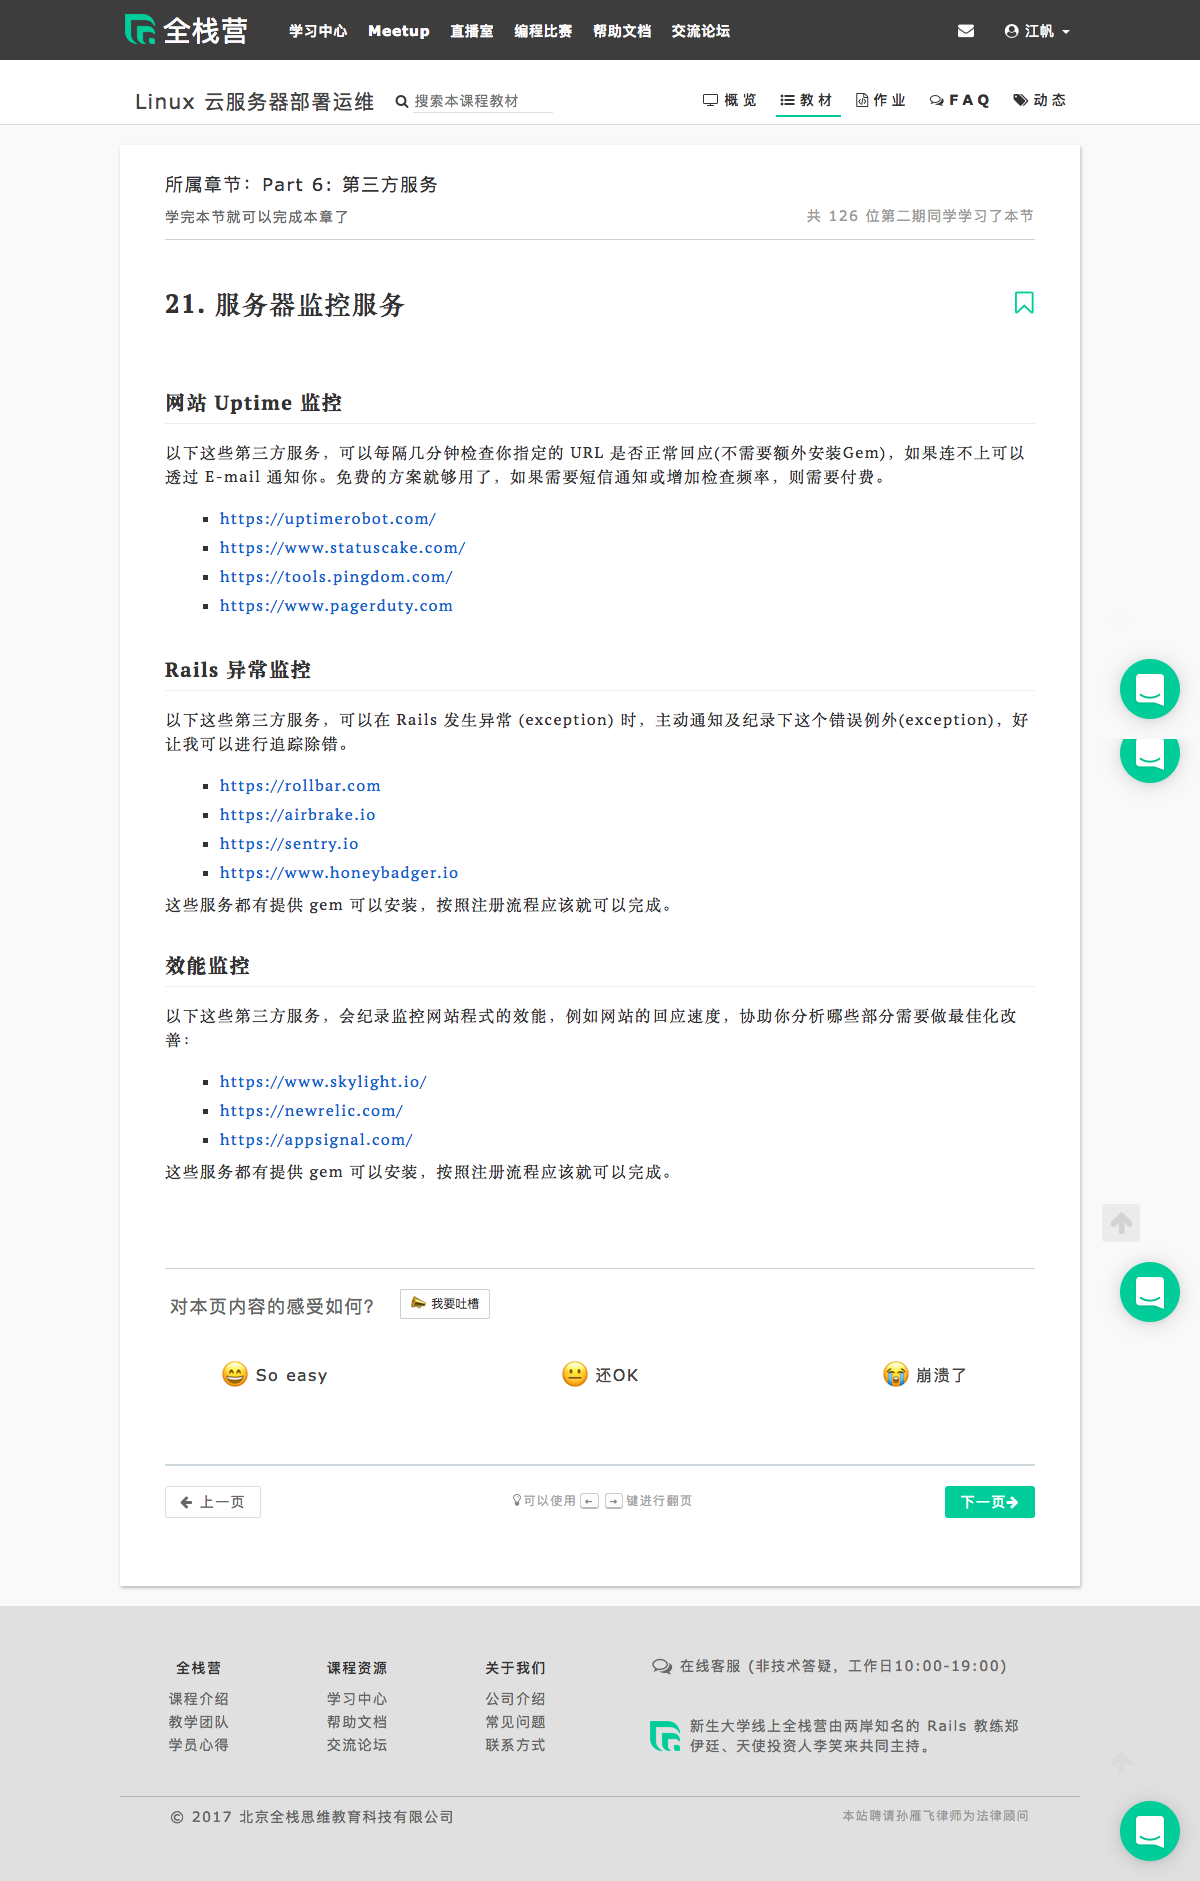 全栈营 学习中心 Meetup 直播室 编程比赛 帮助文档 交流论坛 江帆
Linux 云服务器部署运维 搜索本课程教材 概览 教材 作业 FAQ 动态
所属章节：Part 6: 第三方服务
学完本节就可以完成本章了 共 126 位第二期同学学习了本节
21. 服务器监控服务
网站 Uptime 监控
以下这些第三方服务，可以每隔几分钟检查你指定的 URL 是否正常回应(不需要额外安装Gem)，如果连不上可以
透过 E-mail 通知你。免费的方案就够用了，如果需要短信通知或增加检查频率，则需要付费。
https://uptimerobot.com/
https://www.statuscake.com/
https://tools.pingdom.com/
https://www.pagerduty.com
Rails 异常监控
以下这些第三方服务，可以在 Rails 发生异常 (exception) 时，主动通知及纪录下这个错误例外(exception)，好
让我可以进行追踪除错。
https://rollbar.com
https://airbrake.io
https://sentry.io
https://www.honeybadger.io
这些服务都有提供 gem 可以安装，按照注册流程应该就可以完成。
效能监控
以下这些第三方服务，会纪录监控网站程式的效能，例如网站的回应速度，协助你分析哪些部分需要做最佳化改
善：
https://www.skylight.io/
https://newrelic.com/
https://appsignal.com/
这些服务都有提供 gem 可以安装，按照注册流程应该就可以完成。
对本页内容的感受如何? 我要吐槽
So easy 还OK 崩溃了
上一页 可以使用 ← → 键进行翻页 下一页
全栈营 课程资源 关于我们 在线客服 (非技术答疑，工作日10:00-19:00)
课程介绍 学习中心 公司介绍
教学团队 帮助文档 常见问题 新生大学线上全栈营由两岸知名的 Rails 教练郑
学员心得 交流论坛 联系方式 伊廷、天使投资人李笑来共同主持。
© 2017 北京全栈思维教育科技有限公司 本站聘请孙雁飞律师为法律顾问